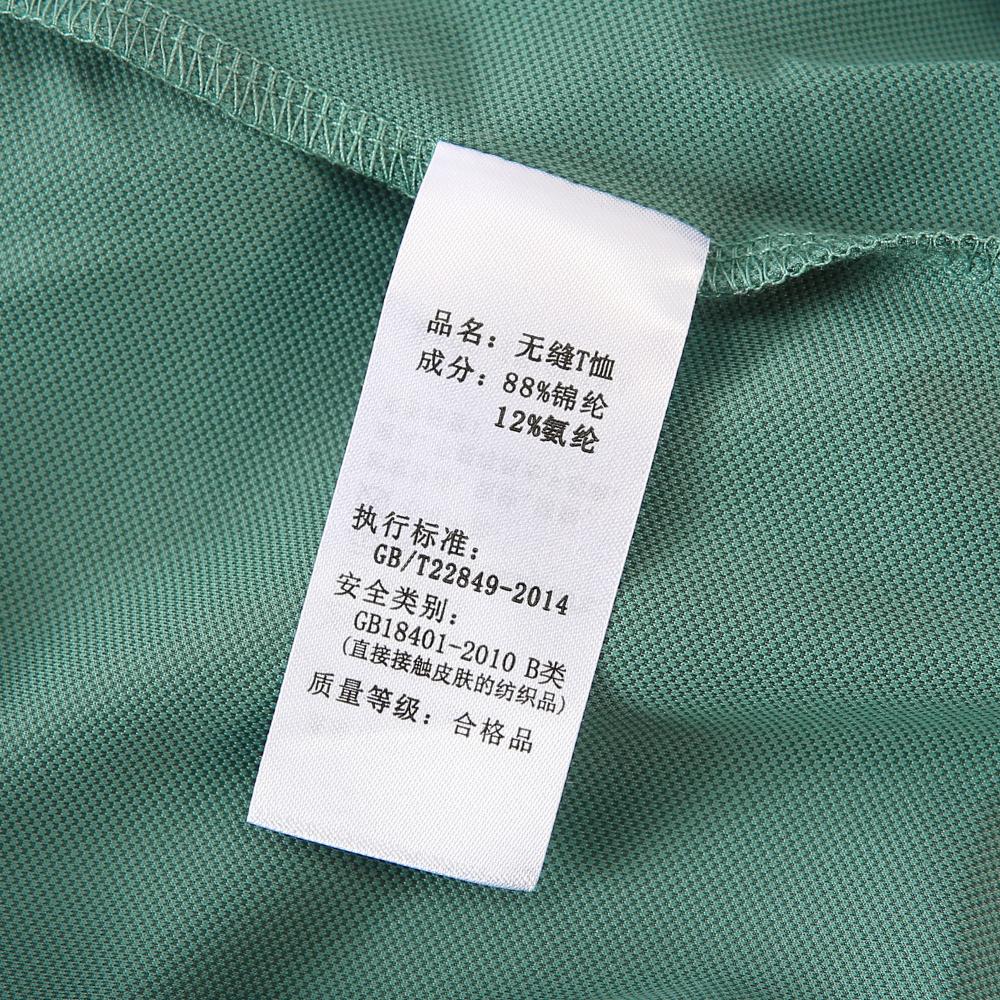 品名：无缝T恤
成分：88%锦纶
12%氨纶
执行标准：
GB/T22849-2014
安全类别：
GB18401-2010 B类
(直接接触皮肤的纺织品)
质量等级：合格品